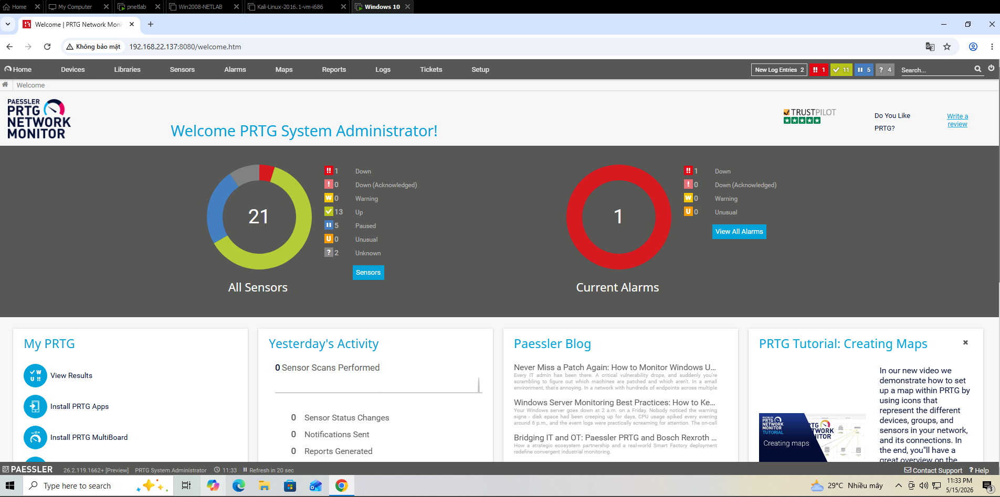 Home
My Computer
pnetlab
Win2008-NETLAB
Kali-Linux-2016.1-vm-i686
Windows 10
Welcome | PRTG Network Moni
Không bảo mật
192.168.22.137:8080/welcome.htm
Home
Devices
Libraries
Sensors
Alarms
Maps
Reports
Logs
Tickets
Setup
New Log Entries 2
!! 1
11
5
? 4
Search...
Welcome
PAESSLER
PRTG
NETWORK
MONITOR
Welcome PRTG System Administrator!
TRUSTPILOT
Do You Like
PRTG?
Write a
review
21
!! 1 Down
! 0 Down (Acknowledged)
W 0 Warning
13 Up
5 Paused
U 0 Unusual
? 2 Unknown
Sensors
All Sensors
1
!! 1 Down
! 0 Down (Acknowledged)
W 0 Warning
U 0 Unusual
View All Alarms
Current Alarms
My PRTG
W
U !!
View Results
Install PRTG Apps
Install PRTG MultiBoard
Yesterday's Activity
0 Sensor Scans Performed
0 Sensor Status Changes
0 Notifications Sent
0 Reports Generated
Paessler Blog
Never Miss a Patch Again: How to Monitor Windows U...
Every IT admin has been there. A critical vulnerability drops, and suddenly you're
scrambling to figure out which machines are patched and which aren't. In a small
environment, that's annoying. In a network with hundreds of endpoints across multiple
Windows Server Monitoring Best Practices: How to Ke...
Your Windows server goes down at 2 a.m. on a Friday. Nobody noticed the warning
signs - disk space had been creeping up for days, CPU usage spiked every evening
around 6 p.m., and the event logs were practically screaming for attention. The on-call
Bridging IT and OT: Paessler PRTG and Bosch Rexroth ...
How a strategic ecosystem partnership and a real-world Smart Factory deployment
redefine convergent industrial monitoring.
PRTG Tutorial: Creating Maps
PAESSLER
PRTG
NETWORK
MONITOR
TUTORIAL
Creating maps
In our new video we
demonstrate how to set
up a map within PRTG by
using icons that
represent the different
devices, groups, and
sensors in your network,
and its connections. In
the end, you"ll have a
great overview on the
PAESSLER
26.2.119.1662+ [Preview]
PRTG System Administrator
11:33
Refresh in 20 sec
Contact Support
? Help
Type here to search
29°C Nhiều mây
11:33 PM
5/15/2026
3